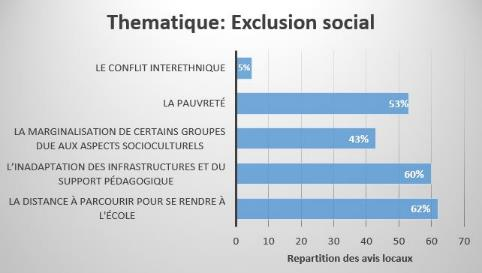 Thematique: Exclusion social
LE CONFLIT INTERETHNIQUE
5%
LA PAUVRETÉ
53%
LA MARGINALISATION DE CERTAINS GROUPES
DUE AUX ASPECTS SOCIOCULTURELS
43%
L'INADAPTATION DES INFRASTRUCTURES ET DU
SUPPORT PÉDAGOGIQUE
60%
LA DISTANCE À PARCOURIR POUR SE RENDRE À
L'ÉCOLE
62%
0 10 20 30 40 50 60 70
Repartition des avis locaux